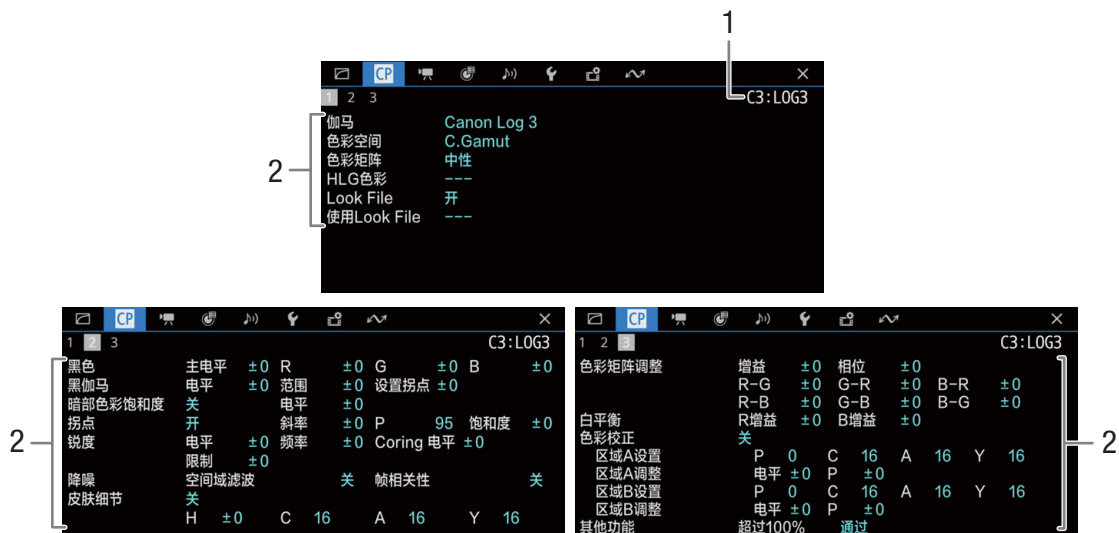 1
CP
×
1 2 3 C3:LOG3
2
伽马 Canon Log 3
色彩空间 C.Gamut
色彩矩阵 中性
HLG色彩 ---
Look File 开
使用Look File ---
CP
×
1 2 3 C3:LOG3
2
黑色 主电平 ±0 R ±0 G ±0 B ±0
黑伽马 电平 ±0 范围 ±0 设置拐点 ±0
暗部色彩饱和度 关 电平 ±0
拐点 开 斜率 ±0 P 95 饱和度 ±0
锐度 电平 ±0 频率 ±0 Coring 电平 ±0
限制 ±0
降噪 空间域滤波 关 帧相关性 关
皮肤细节 关
H ±0 C 16 A 16 Y 16
CP
×
1 2 3 C3:LOG3
2
色彩矩阵调整 增益 ±0 相位 ±0
R-G ±0 G-R ±0 B-R ±0
R-B ±0 G-B ±0 B-G ±0
白平衡 R增益 ±0 B增益 ±0
色彩校正 关
区域A设置 P 0 C 16 A 16 Y 16
区域A调整 电平 ±0 P ±0
区域B设置 P 0 C 16 A 16 Y 16
区域B调整 电平 ±0 P ±0
其他功能 超过100% 通过